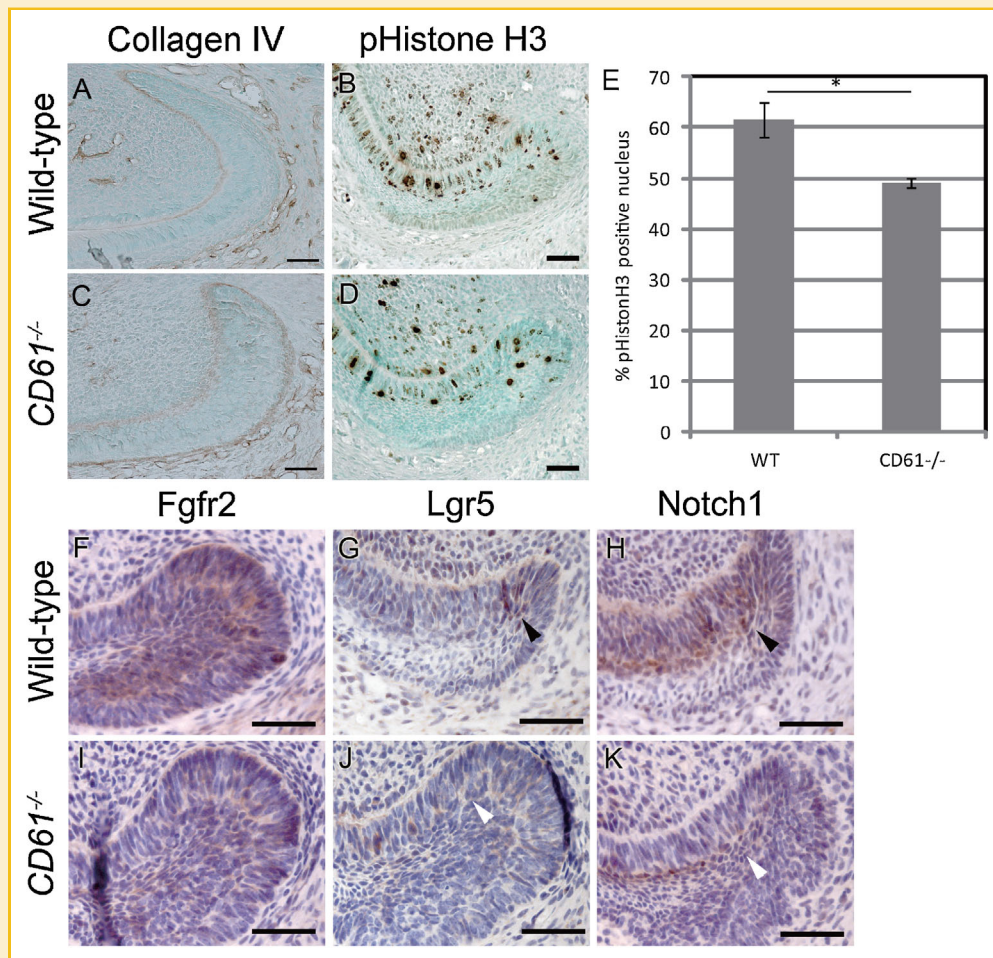 Collagen IV
pHistone H3
Wild-type
CD61-/-
A
B
C
D
E
% pHistonH3 positive nucleus
70
60
50
40
30
20
10
0
*
WT
CD61-/-
Fgfr2
Lgr5
Notch1
Wild-type
CD61-/-
F
G
H
I
J
K